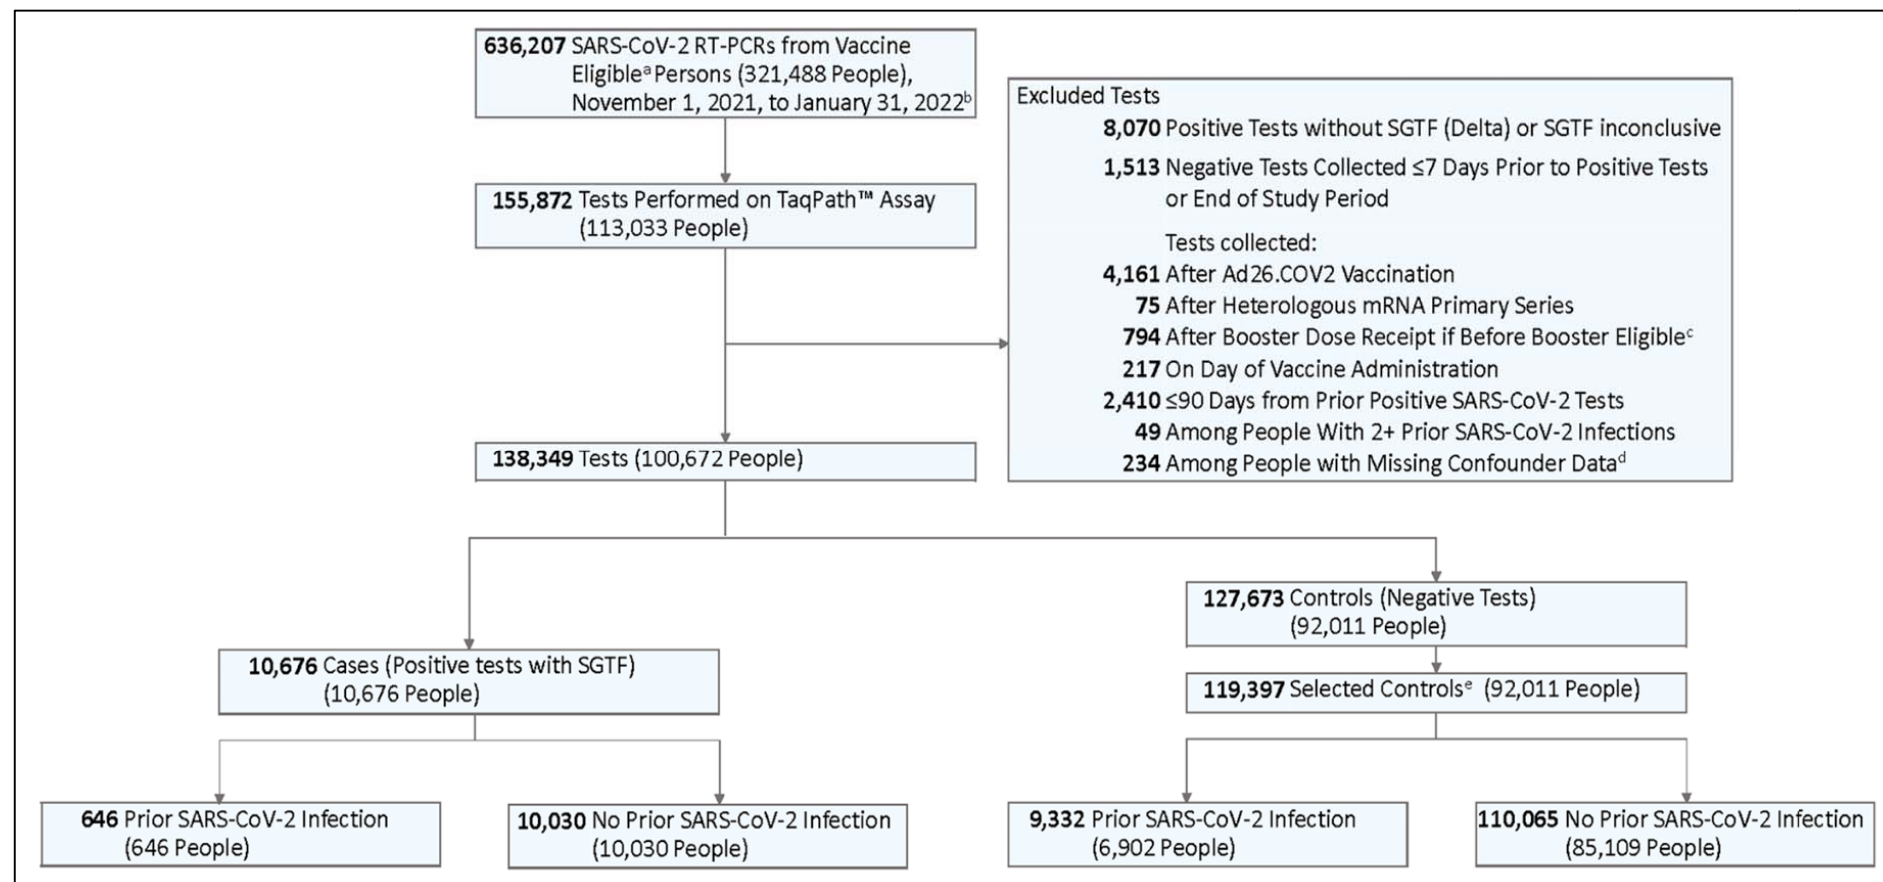 636,207 SARS-CoV-2 RT-PCRs from Vaccine
Eligibleᵃ Persons (321,488 People),
November 1, 2021, to January 31, 2022ᵇ
155,872 Tests Performed on TaqPath™ Assay
(113,033 People)
Excluded Tests
8,070 Positive Tests without SGTF (Delta) or SGTF inconclusive
1,513 Negative Tests Collected ≤7 Days Prior to Positive Tests
or End of Study Period
Tests collected:
4,161 After Ad26.COV2 Vaccination
75 After Heterologous mRNA Primary Series
794 After Booster Dose Receipt if Before Booster Eligibleᶜ
217 On Day of Vaccine Administration
2,410 ≤90 Days from Prior Positive SARS-CoV-2 Tests
49 Among People With 2+ Prior SARS-CoV-2 Infections
234 Among People with Missing Confounder Dataᵈ
138,349 Tests (100,672 People)
127,673 Controls (Negative Tests)
(92,011 People)
10,676 Cases (Positive tests with SGTF)
(10,676 People)
119,397 Selected Controlsᵉ (92,011 People)
646 Prior SARS-CoV-2 Infection
(646 People)
10,030 No Prior SARS-CoV-2 Infection
(10,030 People)
9,332 Prior SARS-CoV-2 Infection
(6,902 People)
110,065 No Prior SARS-CoV-2 Infection
(85,109 People)